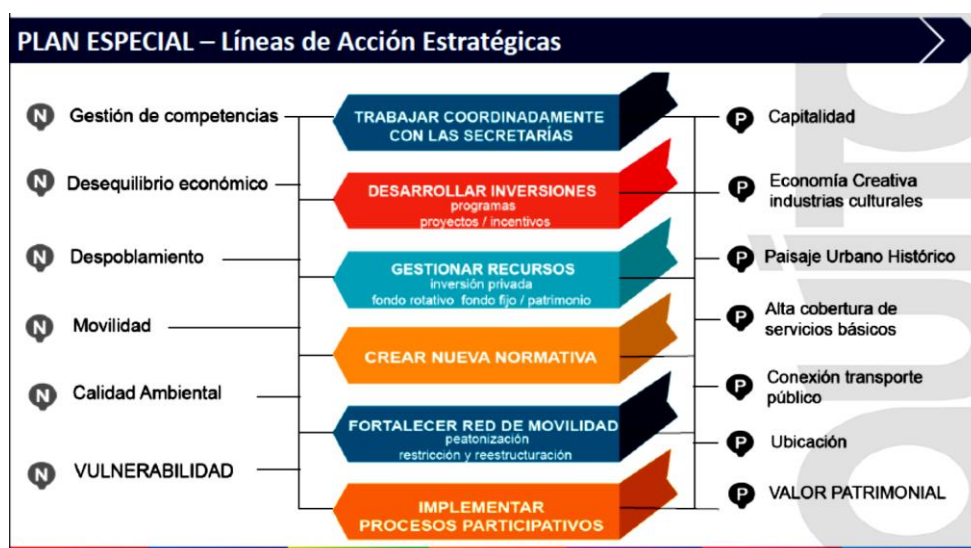 PLAN ESPECIAL – Líneas de Acción Estratégicas
N Gestión de competencias
N Desequilibrio económico
N Despoblamiento
N Movilidad
N Calidad Ambiental
N VULNERABILIDAD
TRABAJAR COORDINADAMENTE
CON LAS SECRETARÍAS
DESARROLLAR INVERSIONES
programas
proyectos / incentivos
GESTIONAR RECURSOS
inversión privada
fondo rotativo fondo fijo / patrimonio
CREAR NUEVA NORMATIVA
FORTALECER RED DE MOVILIDAD
peatonización
restricción y reestructuración
IMPLEMENTAR
PROCESOS PARTICIPATIVOS
P Capitalidad
P Economía Creativa
industrias culturales
P Paisaje Urbano Histórico
P Alta cobertura de
servicios básicos
P Conexión transporte
público
P Ubicación
P VALOR PATRIMONIAL